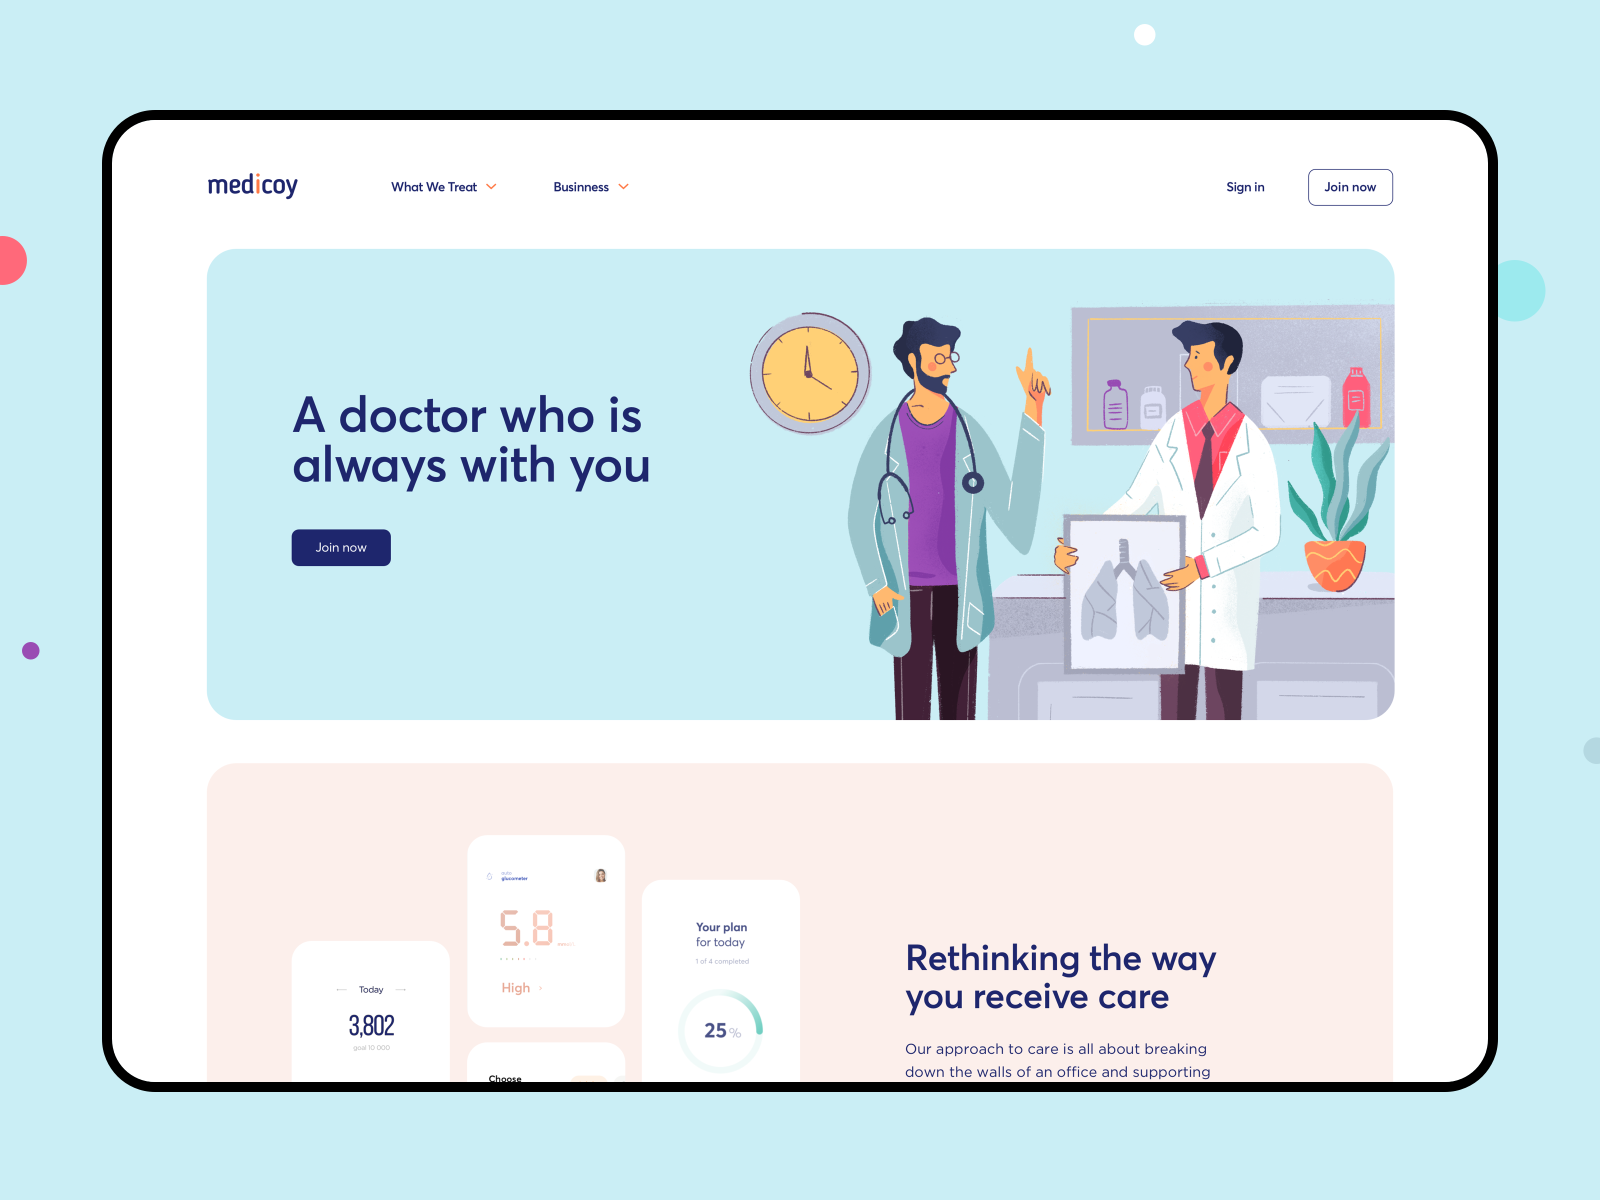 medicoy
What We Treat
Businness
Sign in
Join now
A doctor who is
always with you
Join now
Today
3,802
goal 10 000
auto
glucometer
5.8
High
Choose
Your plan
for today
1 of 4 completed
25%
Rethinking the way
you receive care
Our approach to care is all about breaking
down the walls of an office and supporting